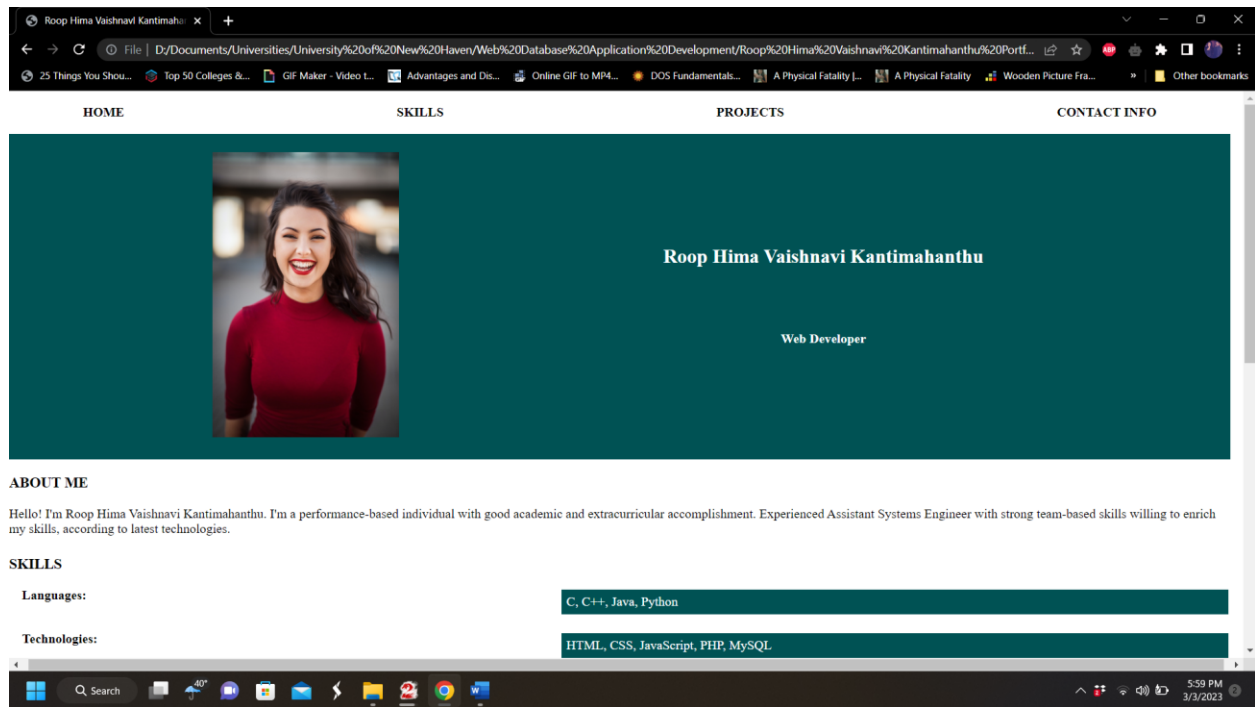 Roop Hima Vaishnavi Kantimaha
File | D:/Documents/Universities/University%20of%20New%20Haven/Web%20Database%20Application%20Development/Roop%20Hima%20Vaishnavi%20Kantimahanthu%20Portf...
ABP
25 Things You Shou... Top 50 Colleges &... GIF Maker - Video t... Advantages and Dis... Online GIF to MP4... DOS Fundamentals... A Physical Fatality |... A Physical Fatality Wooden Picture Fra... » Other bookmarks
HOME SKILLS PROJECTS CONTACT INFO
Roop Hima Vaishnavi Kantimahanthu
Web Developer
ABOUT ME
Hello! I'm Roop Hima Vaishnavi Kantimahanthu. I'm a performance-based individual with good academic and extracurricular accomplishment. Experienced Assistant Systems Engineer with strong team-based skills willing to enrich
my skills, according to latest technologies.
SKILLS
Languages: C, C++, Java, Python
Technologies: HTML, CSS, JavaScript, PHP, MySQL
Search 40° 5:59 PM
3/3/2023 2